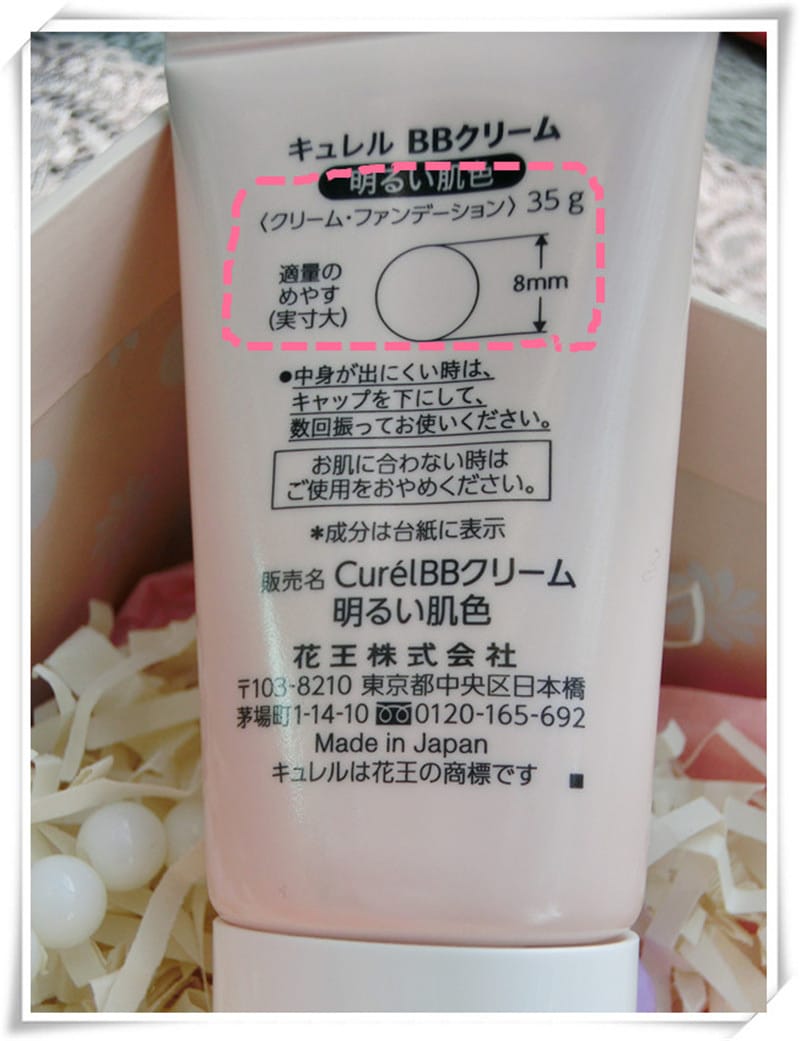 キュレル BBクリーム
明るい肌色
〈クリーム・ファンデーション〉 35 g
適量の
めやす
(実寸大)
8mm
●中身が出にくい時は、
キャップを下にして、
数回振ってお使いください。
お肌に合わない時は
ご使用をおやめください。
*成分は台紙に表示
販売名 CurélBBクリーム
明るい肌色
花王株式会社
〒103-8210 東京都中央区日本橋
茅場町1-14-10 0120-165-692
Made in Japan
キュレルは花王の商標です